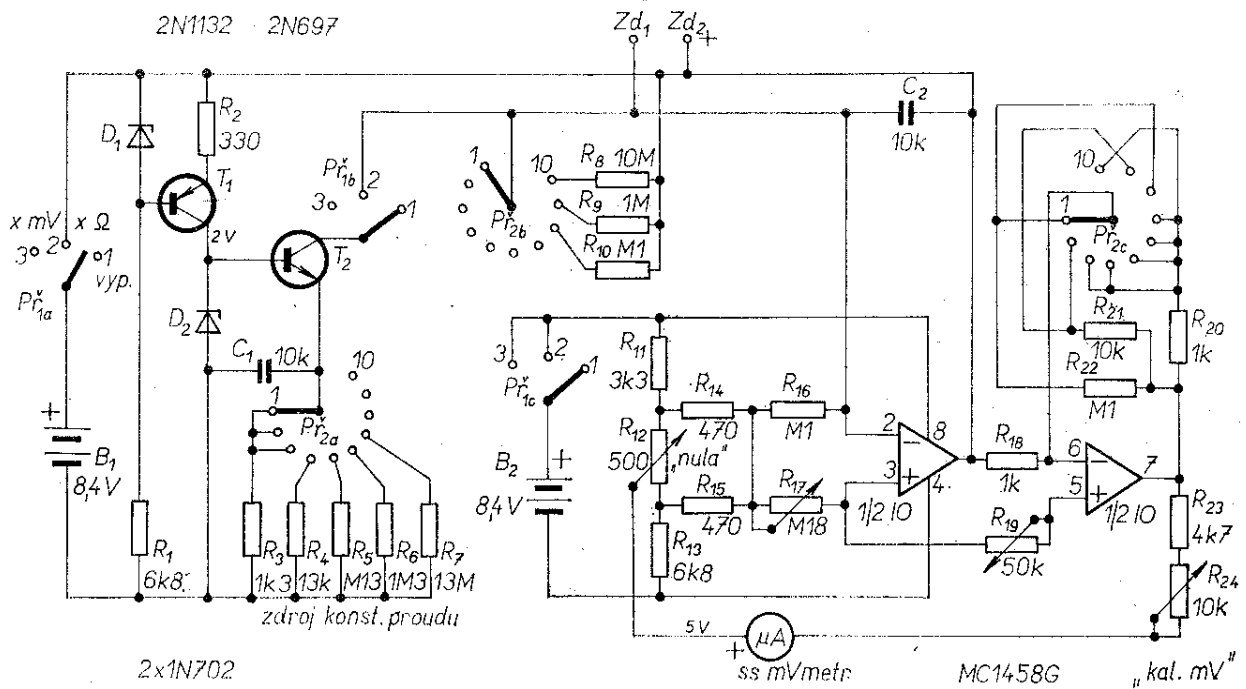 2N1132 2N697
Zd1 Zd2 +
D1
R2
330
T1
2V
x mV x Ω
3 2 1
vyp.
Př1a
Př1b
3 2 1
T2
D2
C1 10k
1 10
Př2a
+
B1
8,4V
R1
6k8
R3
1k3
R4
13k
R5
M13
R6
1M3
R7
13M
zdroj konst. proudu
2x1N702
1 10
Př2b
R8 10M
R9 1M
R10 M1
C2
10k
3 2 1
Př1c
+
B2
8,4V
R11
3k3
R12
500 „nula"
R13
6k8
R14
470
R15
470
R16
M1
R17
M18
2 − 8
3 + 4
1/2 IO
R18
1k
R19
50k
6 − 7
5 +
1/2 IO
10
1
Př2c
R20
1k
R21
10k
R22
M1
R23
4k7
R24
10k
5V
+ μA
ss mVmetr
MC1458G
„kal. mV"